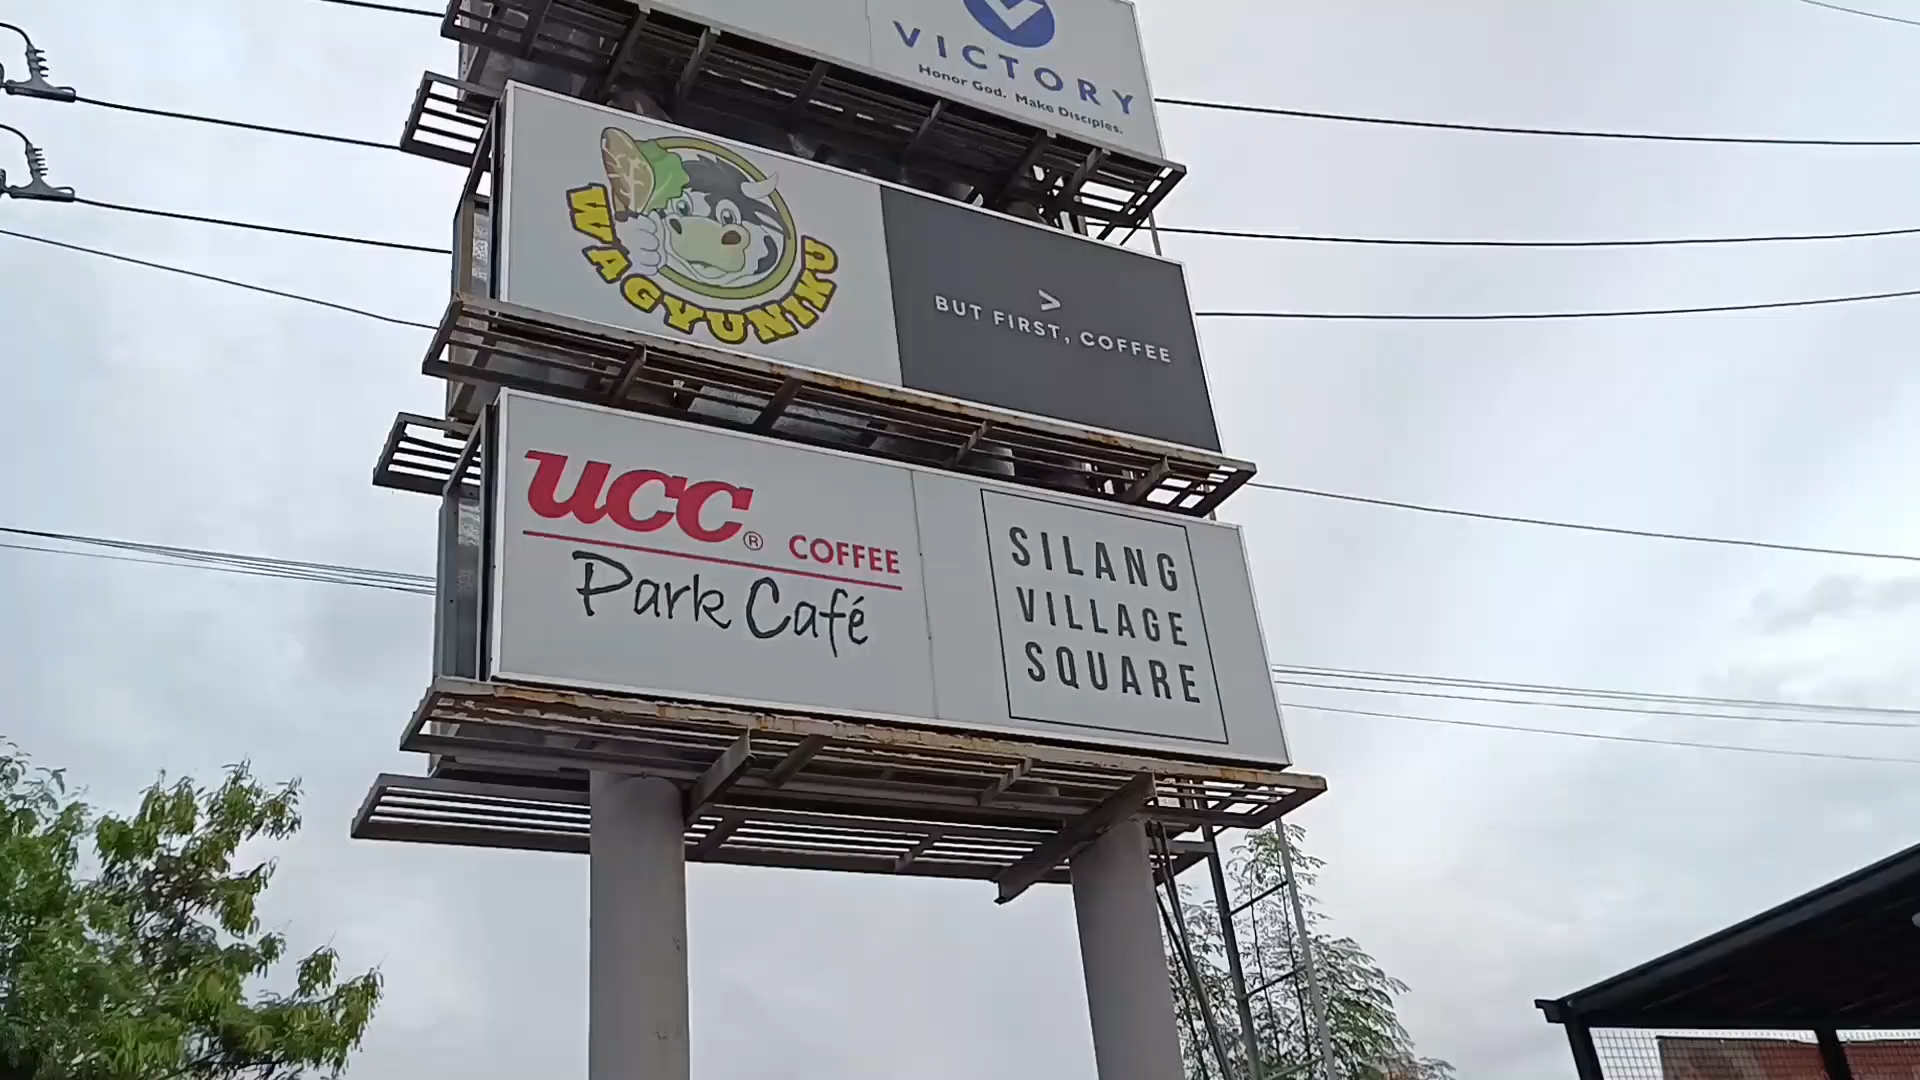 VICTORY
Honor God. Make Disciples.
WAGYUNIKU
>
BUT FIRST, COFFEE
UCC® COFFEE
Park Café
SILANG
VILLAGE
SQUARE